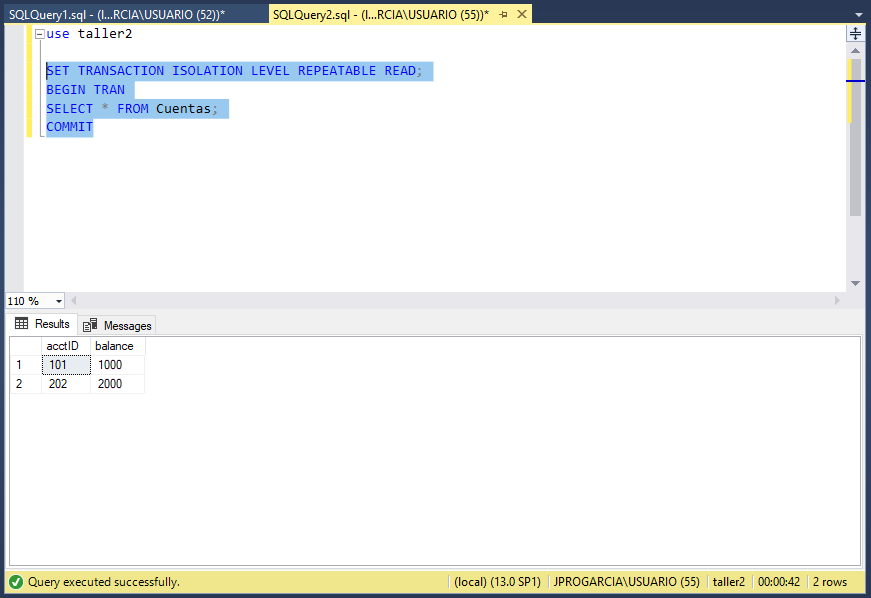 SQLQuery1.sql - (l...RCIA\USUARIO (52))* SQLQuery2.sql - (l...RCIA\USUARIO (55))*
use taller2
SET TRANSACTION ISOLATION LEVEL REPEATABLE READ;
BEGIN TRAN
SELECT * FROM Cuentas;
COMMIT
110 %
Results Messages
acctID balance
1 101 1000
2 202 2000
Query executed successfully. (local) (13.0 SP1) JPROGARCIA\USUARIO (55) taller2 00:00:42 2 rows